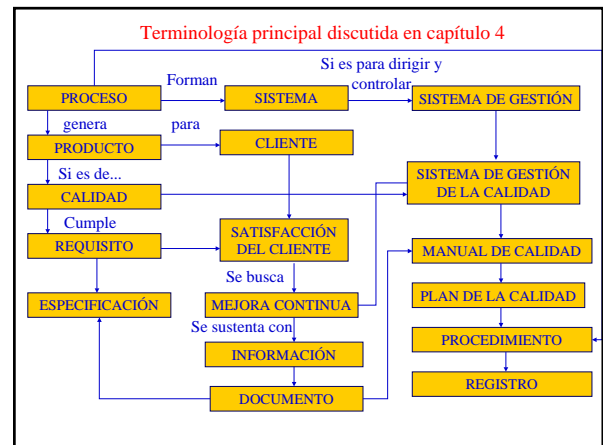 Terminología principal discutida en capítulo 4
Forman
Si es para dirigir y
controlar
PROCESO
SISTEMA
SISTEMA DE GESTIÓN
genera
para
PRODUCTO
CLIENTE
Si es de...
SISTEMA DE GESTIÓN
DE LA CALIDAD
CALIDAD
Cumple
REQUISITO
SATISFACCIÓN
DEL CLIENTE
MANUAL DE CALIDAD
Se busca
ESPECIFICACIÓN
MEJORA CONTINUA
PLAN DE LA CALIDAD
Se sustenta con
PROCEDIMIENTO
INFORMACIÓN
REGISTRO
DOCUMENTO